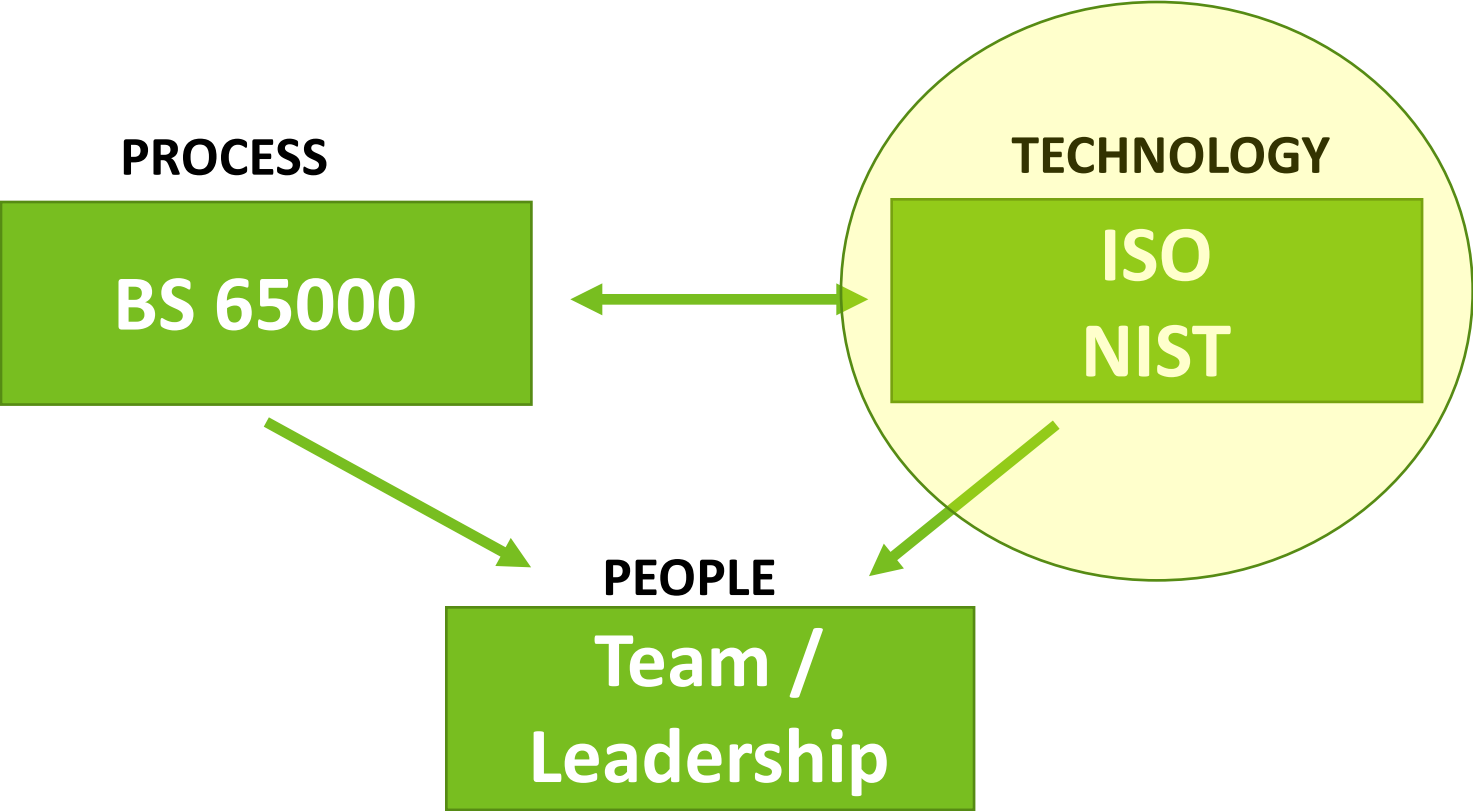 PROCESS
BS 65000
TECHNOLOGY
ISO
NIST
PEOPLE
Team /
Leadership